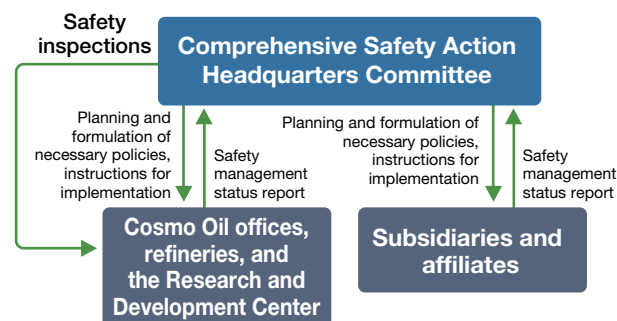 Safety
inspections
Comprehensive Safety Action
Headquarters Committee
Planning and
formulation of
necessary policies,
instructions for
implementation
Safety
management
status report
Planning and formulation of
necessary policies,
instructions for
implementation
Safety
management
status report
Cosmo Oil offices,
refineries, and
the Research and
Development Center
Subsidiaries and
affiliates